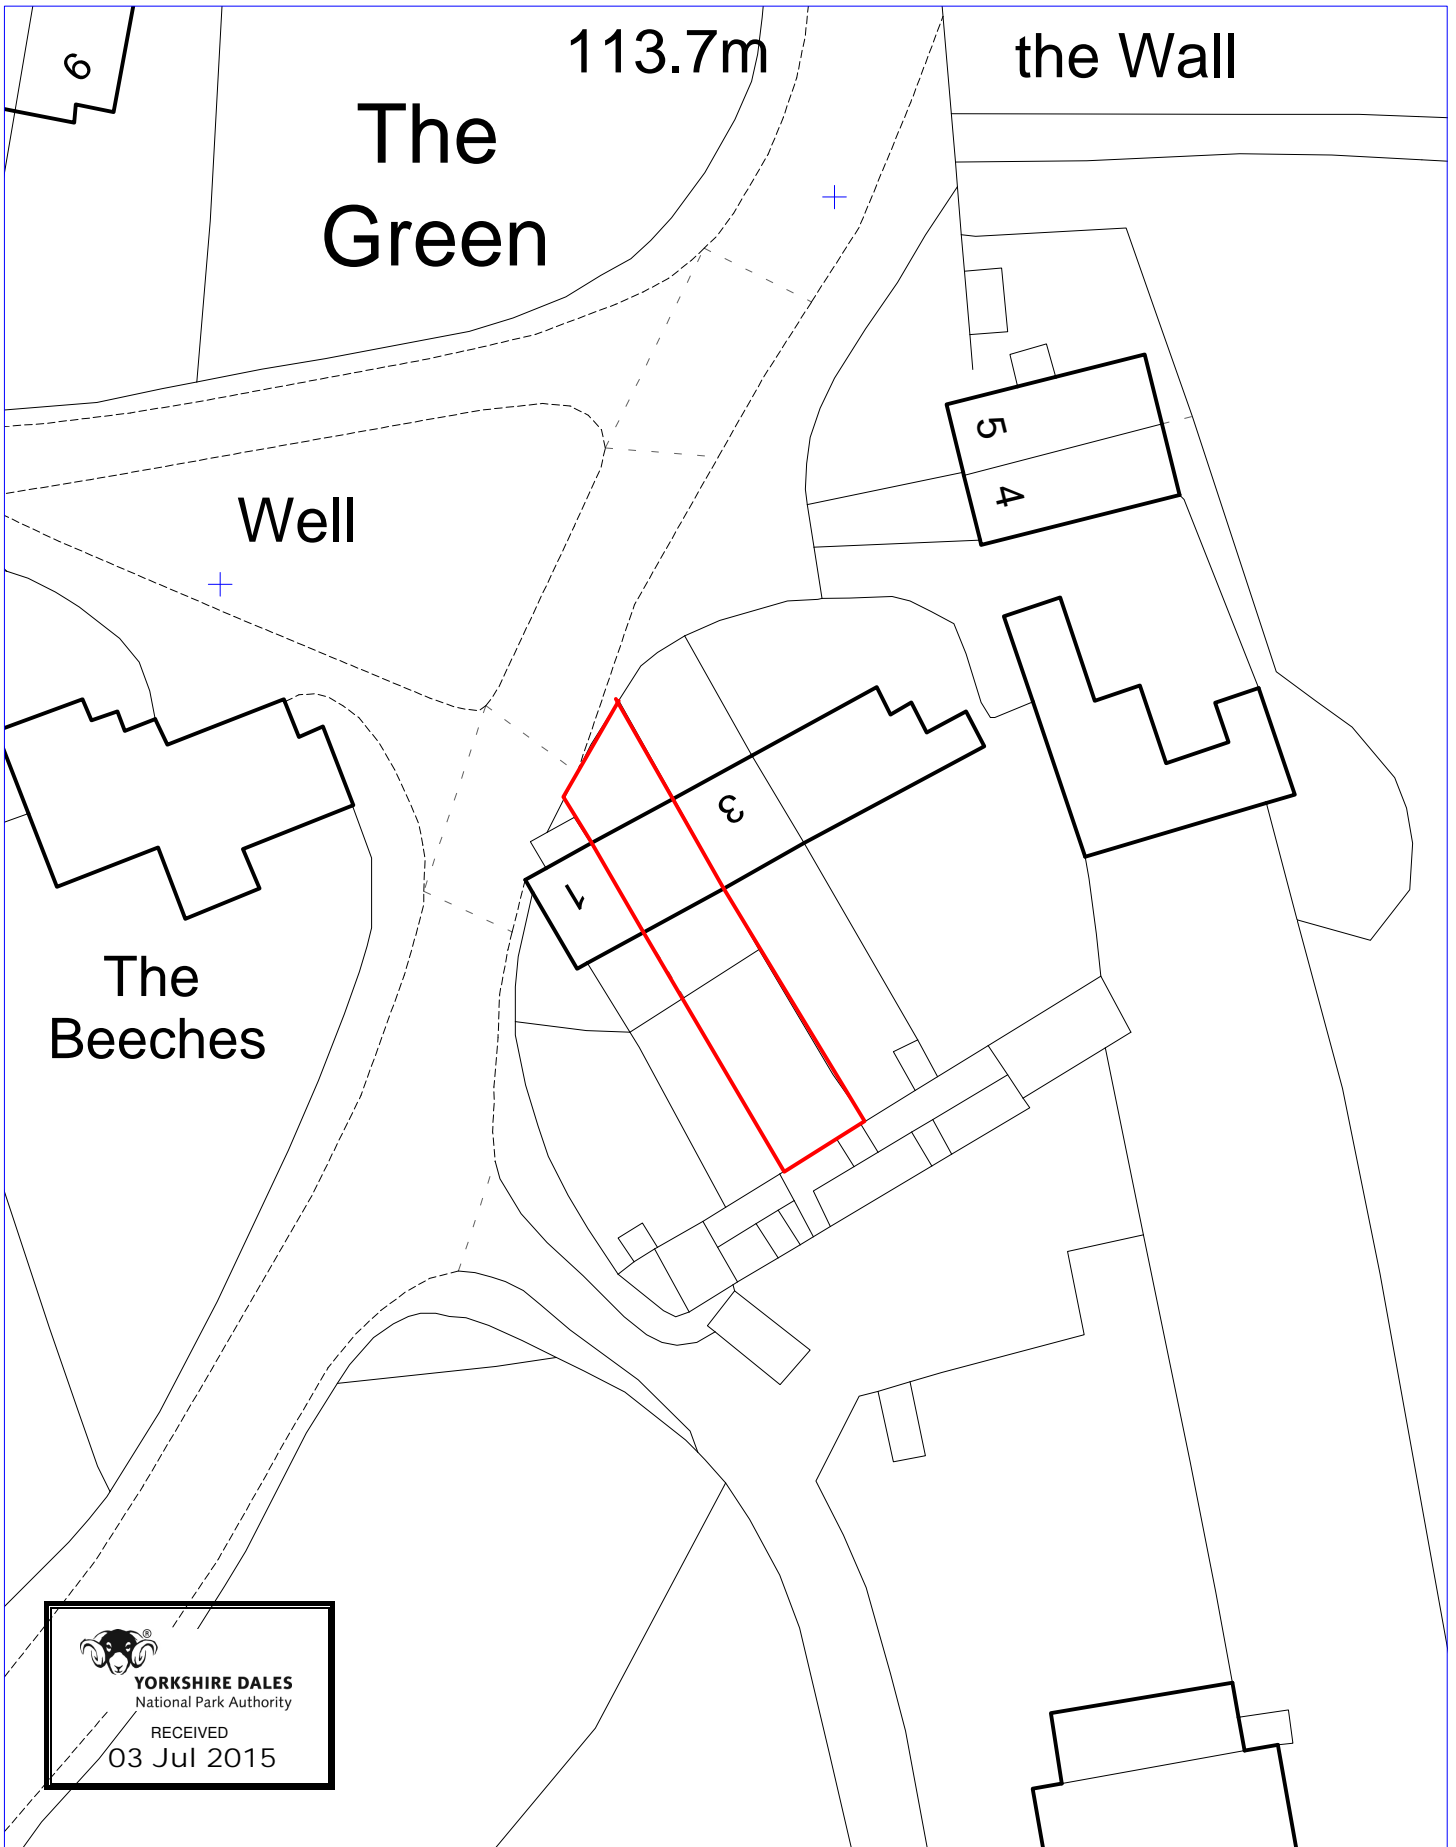 6
113.7m
the Wall
The
Green
5
4
Well
3
1
The
Beeches
®
YORKSHIRE DALES
National Park Authority
RECEIVED
03 Jul 2015